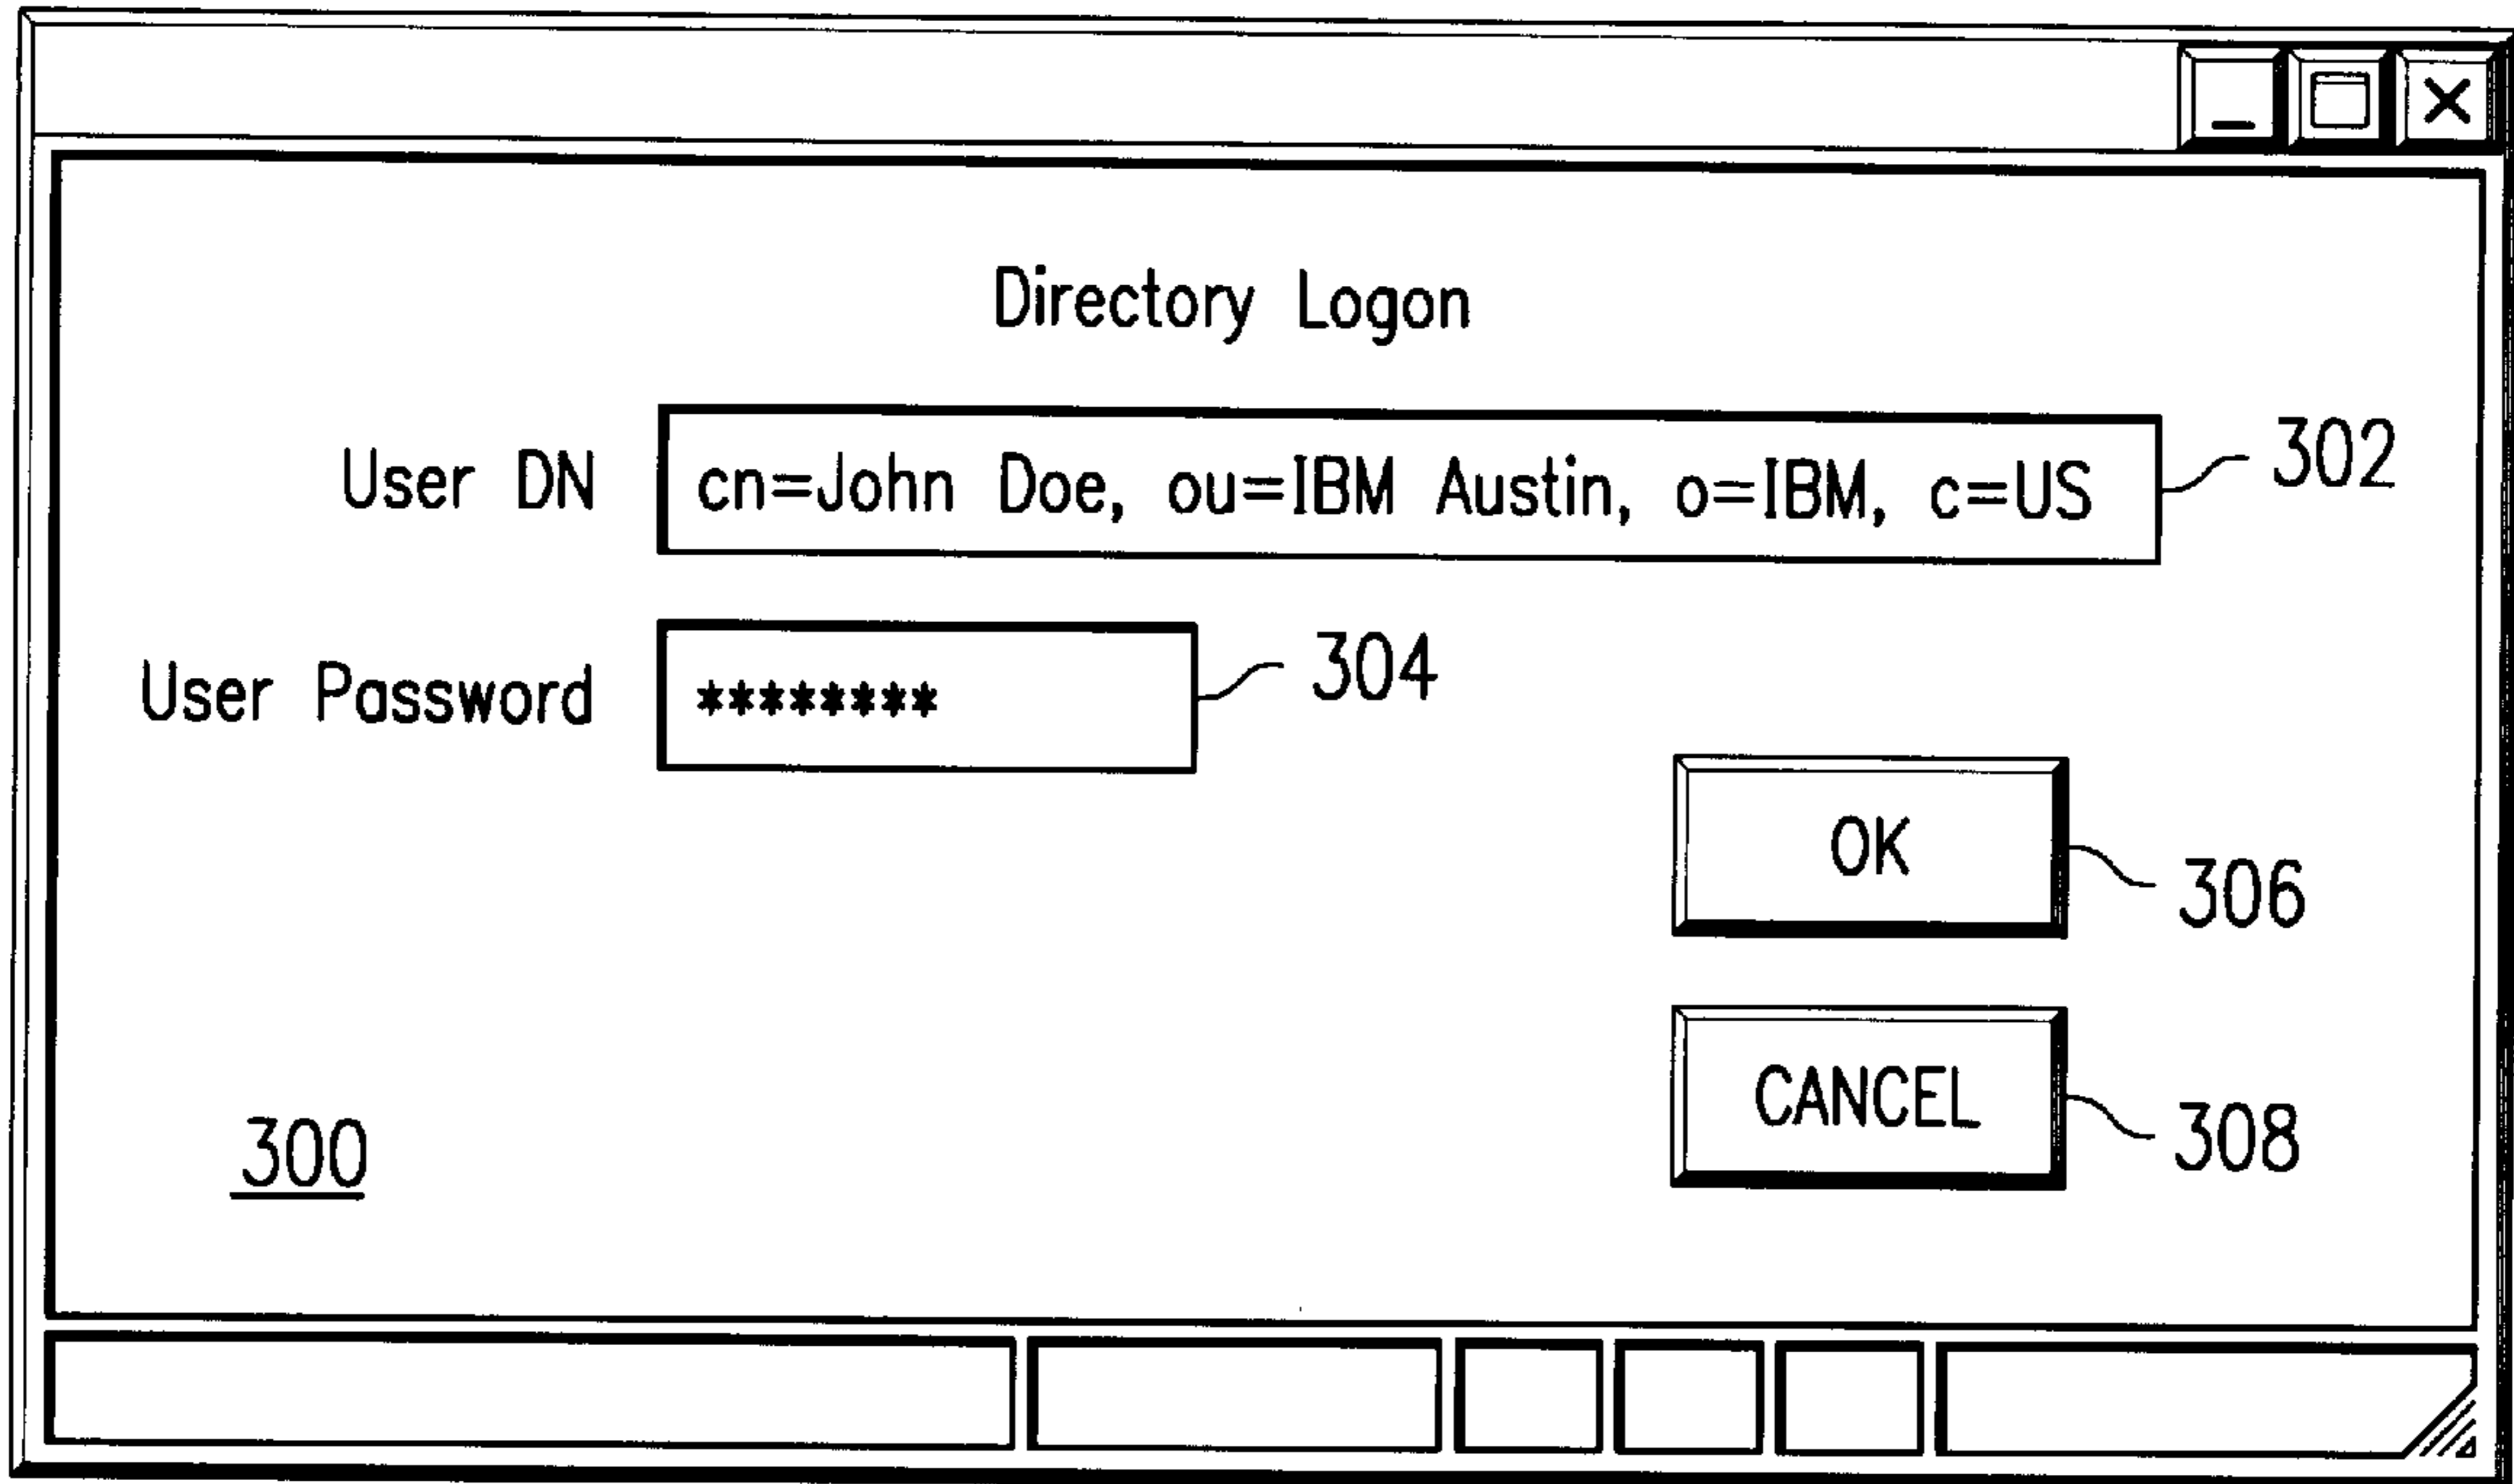 Directory Logon
User DN cn=John Doe, ou=IBM Austin, o=IBM, c=US 302
User Password ******** 304
OK 306
CANCEL 308
300